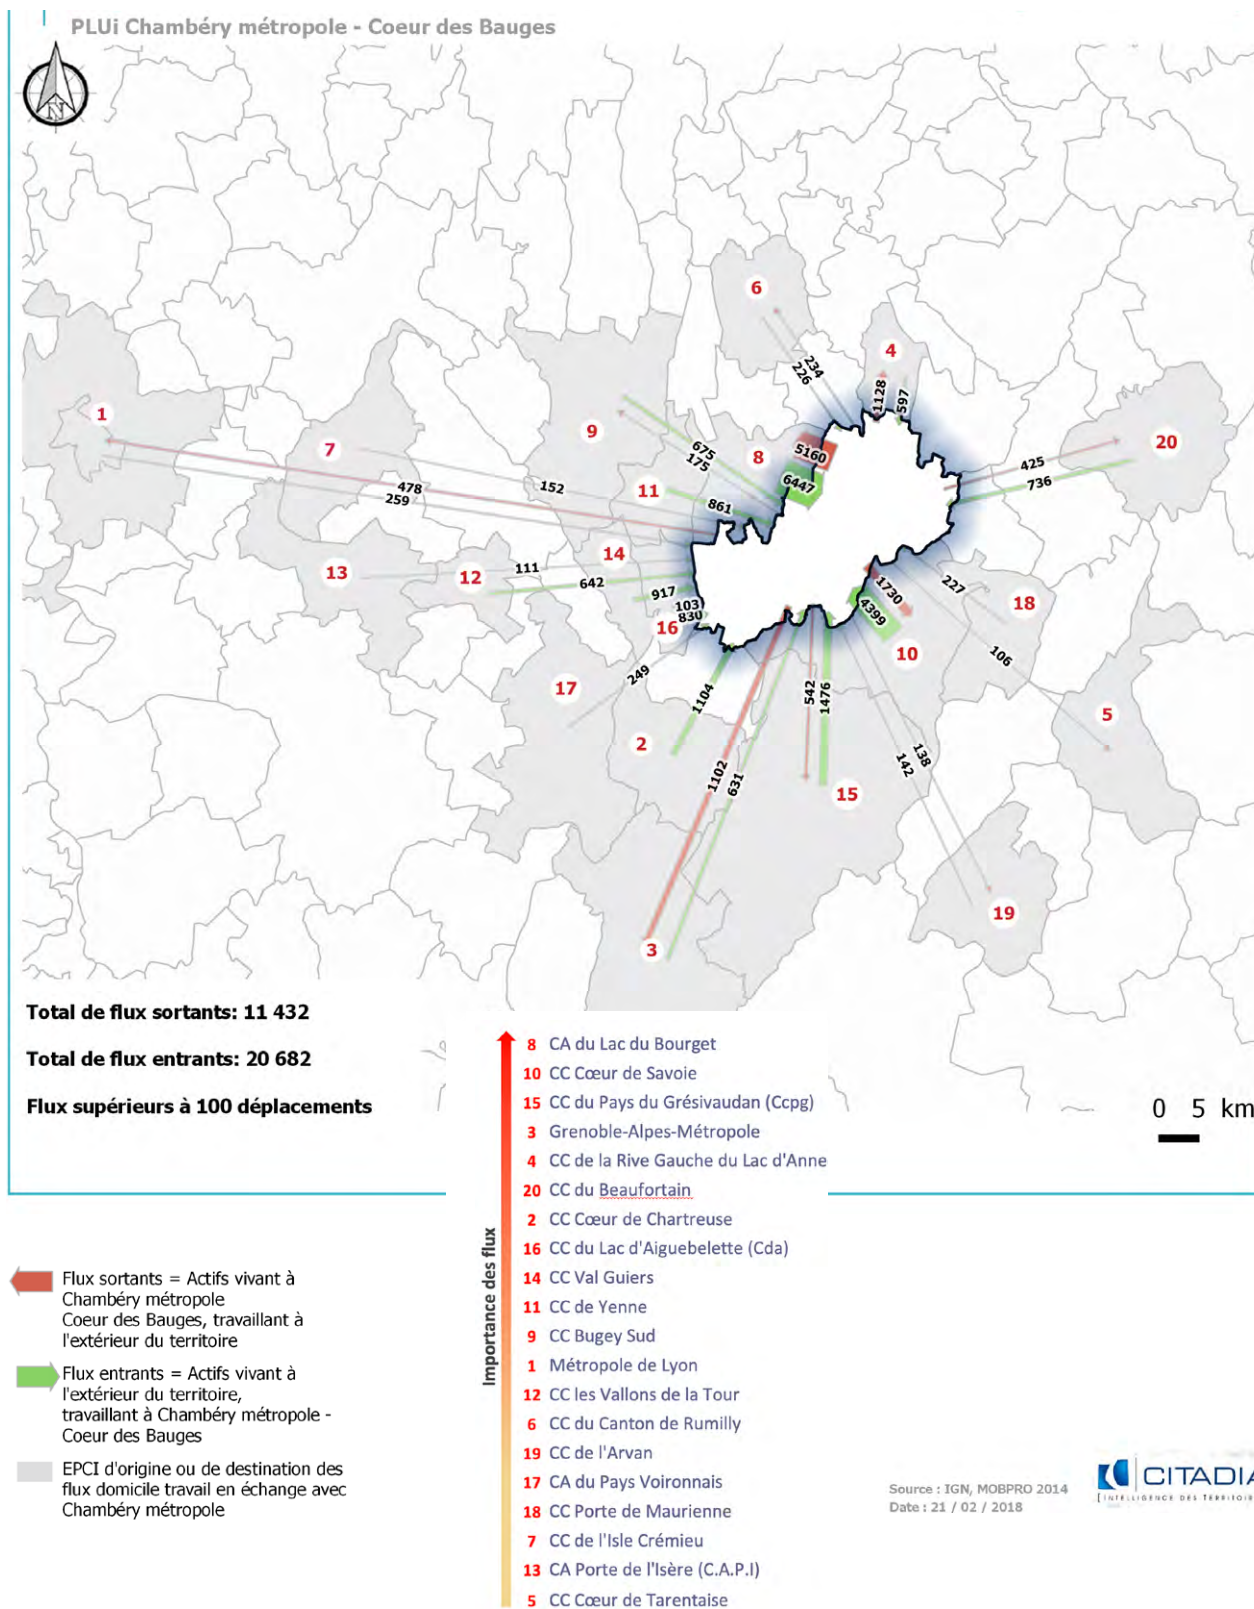 PLUi Chambéry métropole - Coeur des Bauges
N
6
4
234
226
1128
597
1
7
9
8
5160
20
675
175
425
6447
736
478
259
152
11
861
14
13
12
111
642
917
103
830
16
1730
4399
227
18
10
106
249
17
1104
2
542
1476
5
1102
631
138
142
15
3
19
Total de flux sortants: 11 432
Total de flux entrants: 20 682
Flux supérieurs à 100 déplacements
0 5 km
Importance des flux
8 CA du Lac du Bourget
10 CC Cœur de Savoie
15 CC du Pays du Grésivaudan (Ccpg)
3 Grenoble-Alpes-Métropole
4 CC de la Rive Gauche du Lac d'Anne
20 CC du Beaufortain
2 CC Cœur de Chartreuse
16 CC du Lac d'Aiguebelette (Cda)
14 CC Val Guiers
11 CC de Yenne
9 CC Bugey Sud
1 Métropole de Lyon
12 CC les Vallons de la Tour
6 CC du Canton de Rumilly
19 CC de l'Arvan
17 CA du Pays Voironnais
18 CC Porte de Maurienne
7 CC de l'Isle Crémieu
13 CA Porte de l'Isère (C.A.P.I)
5 CC Cœur de Tarentaise
Flux sortants = Actifs vivant à
Chambéry métropole
Coeur des Bauges, travaillant à
l'extérieur du territoire
Flux entrants = Actifs vivant à
l'extérieur du territoire,
travaillant à Chambéry métropole -
Coeur des Bauges
EPCI d'origine ou de destination des
flux domicile travail en échange avec
Chambéry métropole
Source : IGN, MOBPRO 2014
Date : 21 / 02 / 2018
CITADIA
INTELLIGENCE DES TERRITOIRE